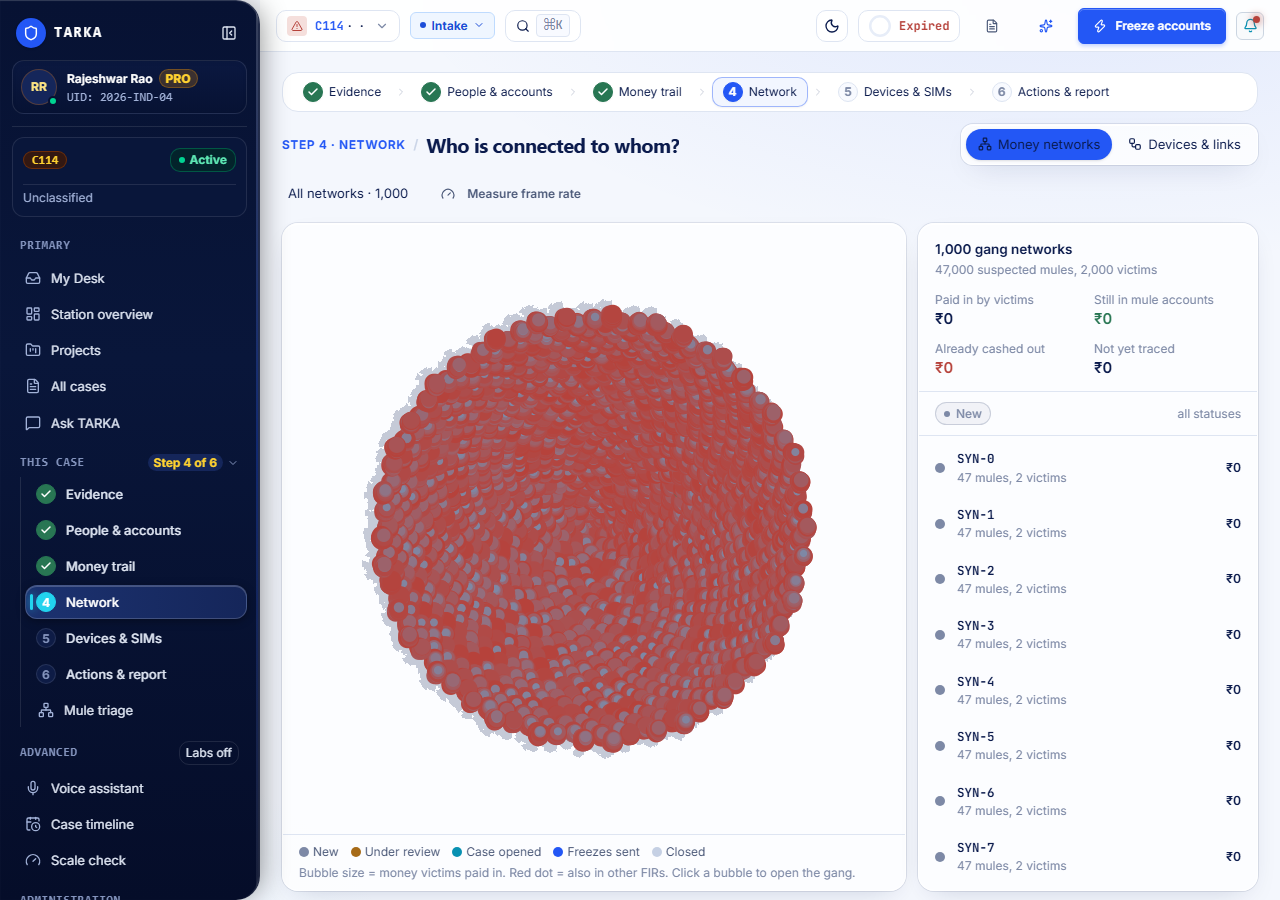 TARKA
RR
Rajeshwar Rao PRO
UID: 2026-IND-04
C114
Active
Unclassified
PRIMARY
My Desk
Station overview
Projects
All cases
Ask TARKA
THIS CASE
Step 4 of 6
Evidence
People & accounts
Money trail
4 Network
5 Devices & SIMs
6 Actions & report
Mule triage
ADVANCED
Labs off
Voice assistant
Case timeline
Scale check
ADMINISTRATION
C114 · ·
Intake
⌘K
Expired
Freeze accounts
Evidence
People & accounts
Money trail
4 Network
5 Devices & SIMs
6 Actions & report
STEP 4 · NETWORK / Who is connected to whom?
Money networks
Devices & links
All networks · 1,000
Measure frame rate
New
Under review
Case opened
Freezes sent
Closed
Bubble size = money victims paid in. Red dot = also in other FIRs. Click a bubble to open the gang.
1,000 gang networks
47,000 suspected mules, 2,000 victims
Paid in by victims
₹0
Still in mule accounts
₹0
Already cashed out
₹0
Not yet traced
₹0
New
all statuses
SYN-0
47 mules, 2 victims
₹0
SYN-1
47 mules, 2 victims
₹0
SYN-2
47 mules, 2 victims
₹0
SYN-3
47 mules, 2 victims
₹0
SYN-4
47 mules, 2 victims
₹0
SYN-5
47 mules, 2 victims
₹0
SYN-6
47 mules, 2 victims
₹0
SYN-7
47 mules, 2 victims
₹0